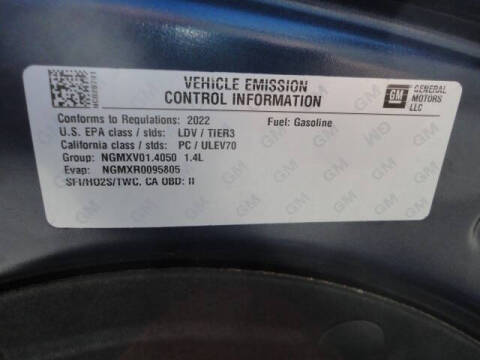 VEHICLE EMISSION
CONTROL INFORMATION
GM
GENERAL
MOTORS
LLC
Conforms to Regulations: 2022
Fuel: Gasoline
U.S. EPA class / stds: LDV / TIER3
California class / stds: PC / ULEV70
Group: NGMXV01.4050 1.4L
Evap: NGMXR0095805
SFI/HO2S/TWC, CA OBD: II